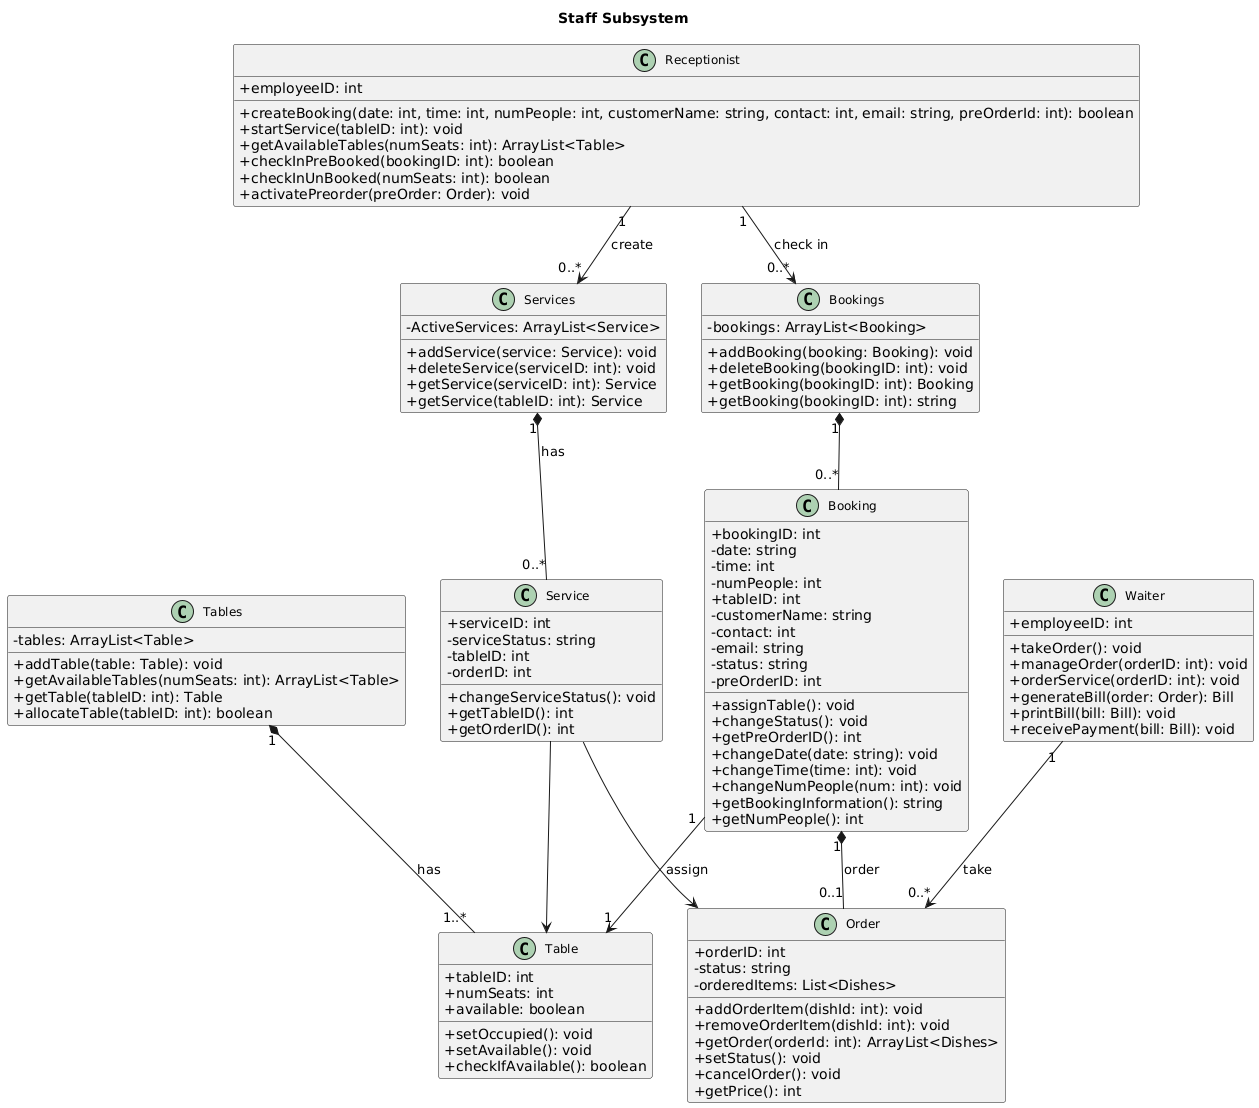 Staff Subsystem
C Receptionist
+employeeID: int
+createBooking(date: int, time: int, numPeople: int, customerName: string, contact: int, email: string, preOrderId: int): boolean
+startService(tableID: int): void
+getAvailableTables(numSeats: int): ArrayList<Table>
+checkInPreBooked(bookingID: int): boolean
+checkInUnBooked(numSeats: int): boolean
+activatePreorder(preOrder: Order): void
1
create
0..*
1
check in
0..*
C Services
-ActiveServices: ArrayList<Service>
+addService(service: Service): void
+deleteService(serviceID: int): void
+getService(serviceID: int): Service
+getService(tableID: int): Service
1
has
0..*
C Bookings
-bookings: ArrayList<Booking>
+addBooking(booking: Booking): void
+deleteBooking(bookingID: int): void
+getBooking(bookingID: int): Booking
+getBooking(bookingID: int): string
1
0..*
C Tables
-tables: ArrayList<Table>
+addTable(table: Table): void
+getAvailableTables(numSeats: int): ArrayList<Table>
+getTable(tableID: int): Table
+allocateTable(tableID: int): boolean
1
has
1..*
C Service
+serviceID: int
-serviceStatus: string
-tableID: int
-orderID: int
+changeServiceStatus(): void
+getTableID(): int
+getOrderID(): int
C Booking
+bookingID: int
-date: string
-time: int
-numPeople: int
+tableID: int
-customerName: string
-contact: int
-email: string
-status: string
-preOrderID: int
+assignTable(): void
+changeStatus(): void
+getPreOrderID(): int
+changeDate(date: string): void
+changeTime(time: int): void
+changeNumPeople(num: int): void
+getBookingInformation(): string
+getNumPeople(): int
1
assign
1
1
order
0..1
C Waiter
+employeeID: int
+takeOrder(): void
+manageOrder(orderID: int): void
+orderService(orderID: int): void
+generateBill(order: Order): Bill
+printBill(bill: Bill): void
+receivePayment(bill: Bill): void
1
take
0..*
C Table
+tableID: int
+numSeats: int
+available: boolean
+setOccupied(): void
+setAvailable(): void
+checkIfAvailable(): boolean
C Order
+orderID: int
-status: string
-orderedItems: List<Dishes>
+addOrderItem(dishId: int): void
+removeOrderItem(dishId: int): void
+getOrder(orderId: int): ArrayList<Dishes>
+setStatus(): void
+cancelOrder(): void
+getPrice(): int